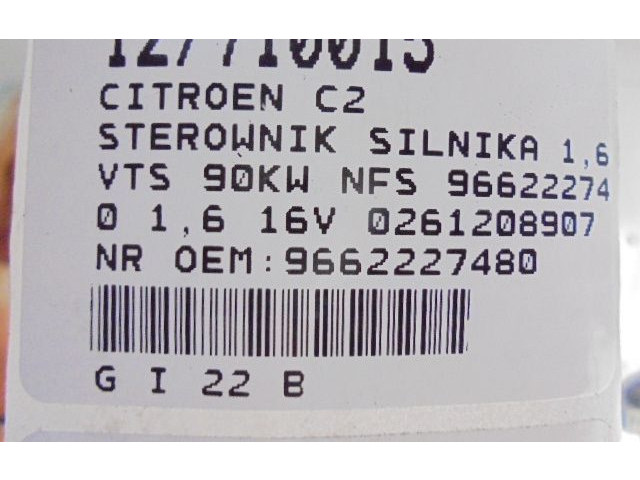 127710015
CITROEN C2
STEROWNIK SILNIKA 1,6
VTS 90KW NFS 96622274
0 1,6 16V 0261208907
NR OEM:9662227480
G I 22 B